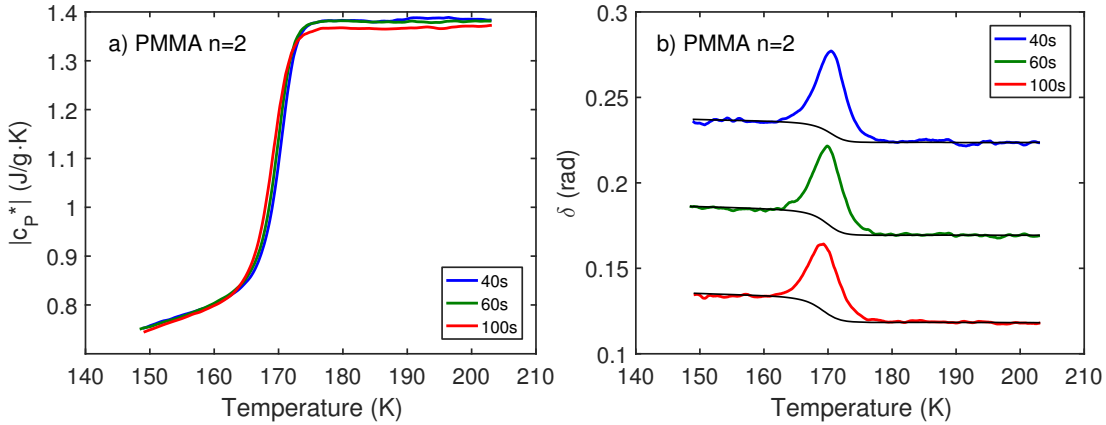 a) PMMA n=2
1.4
1.3
1.2
1.1
1
0.9
0.8
|c_P*| (J/g·K)
40s
60s
100s
140 150 160 170 180 190 200 210
Temperature (K)
b) PMMA n=2
40s
60s
100s
0.3
0.25
0.2
0.15
0.1
δ (rad)
140 150 160 170 180 190 200 210
Temperature (K)